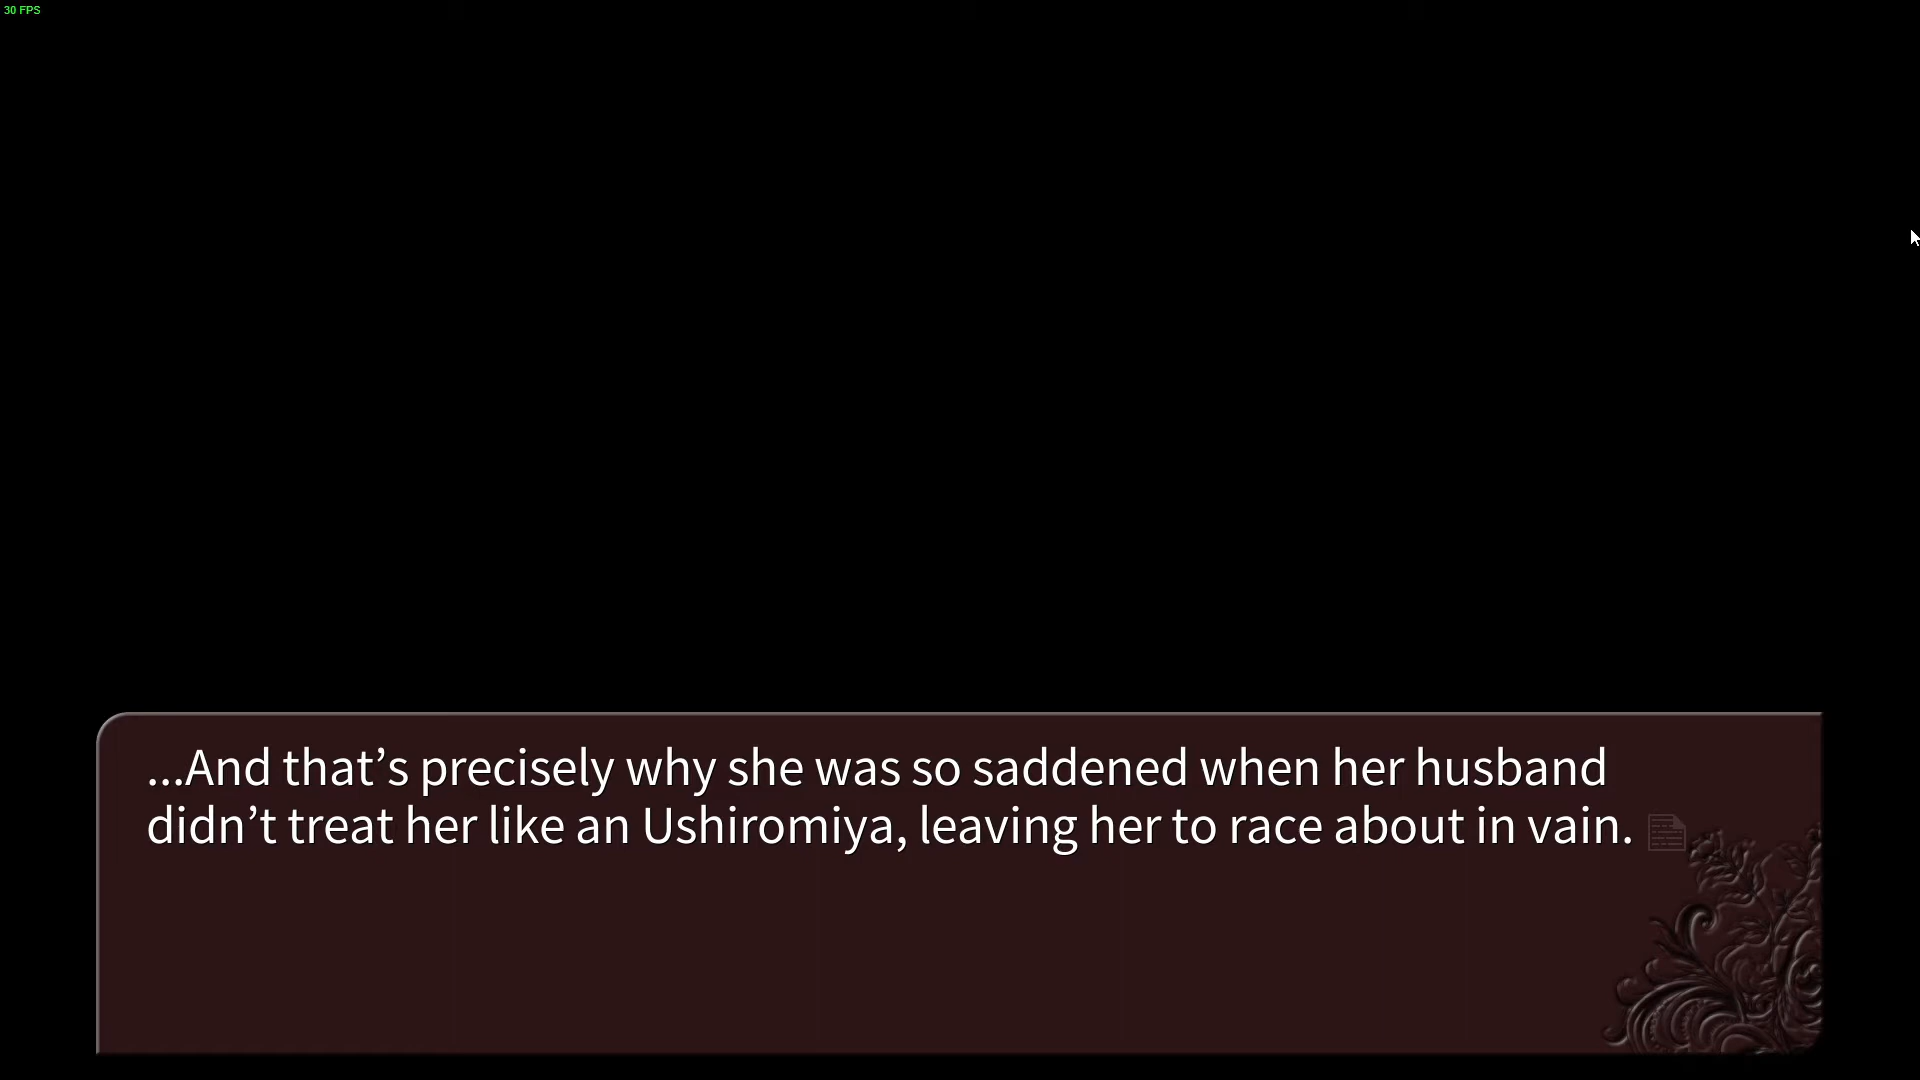 30 FPS
...And that’s precisely why she was so saddened when her husband
didn’t treat her like an Ushiromiya, leaving her to race about in vain.